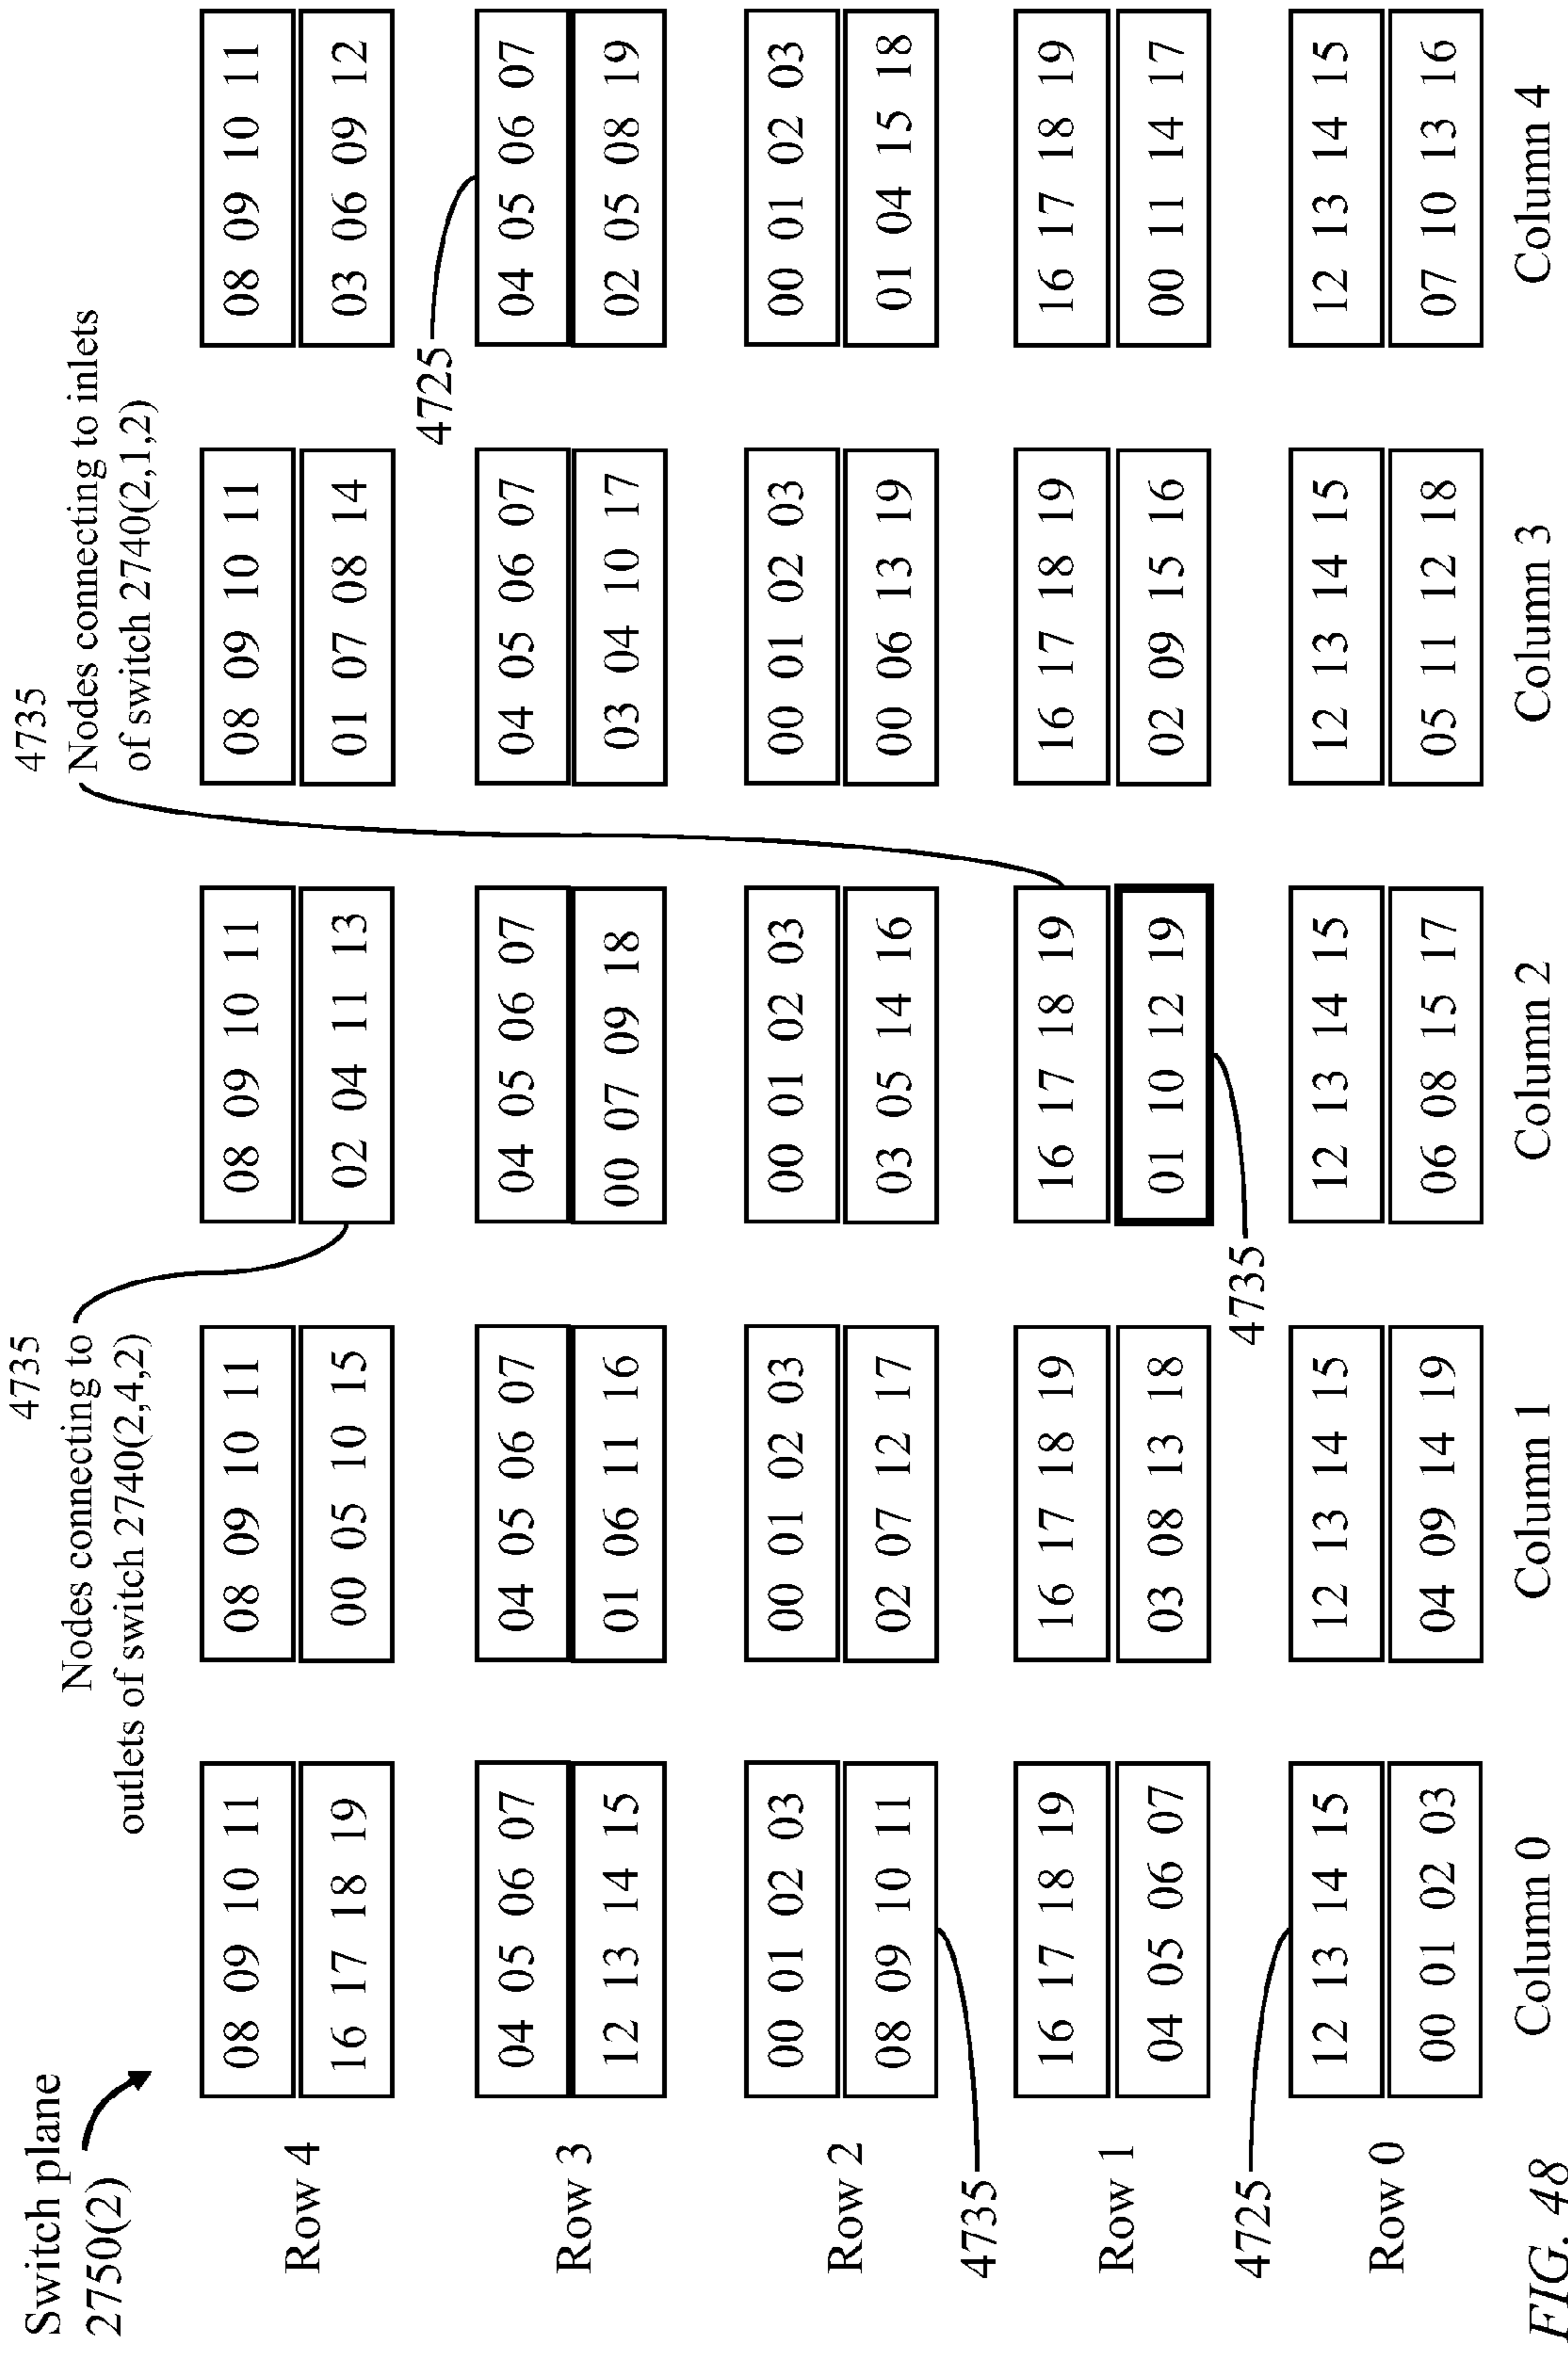 Switch plane
2750(2)
4735
Nodes connecting to
outlets of switch 2740(2,4,2)
4735
Nodes connecting to inlets
of switch 2740(2,1,2)
Row 4
08 09 10 11
08 09 10 11
08 09 10 11
08 09 10 11
08 09 10 11
16 17 18 19
00 05 10 15
02 04 11 13
01 07 08 14
03 06 09 12
4725
Row 3
04 05 06 07
04 05 06 07
04 05 06 07
04 05 06 07
04 05 06 07
12 13 14 15
01 06 11 16
00 07 09 18
03 04 10 17
02 05 08 19
Row 2
00 01 02 03
00 01 02 03
00 01 02 03
00 01 02 03
00 01 02 03
08 09 10 11
02 07 12 17
03 05 14 16
00 06 13 19
01 04 15 18
4735
Row 1
16 17 18 19
16 17 18 19
16 17 18 19
16 17 18 19
16 17 18 19
04 05 06 07
03 08 13 18
01 10 12 19
02 09 15 16
00 11 14 17
4725
4735
Row 0
12 13 14 15
12 13 14 15
12 13 14 15
12 13 14 15
12 13 14 15
00 01 02 03
04 09 14 19
06 08 15 17
05 11 12 18
07 10 13 16
Column 0
Column 1
Column 2
Column 3
Column 4
FIG. 48